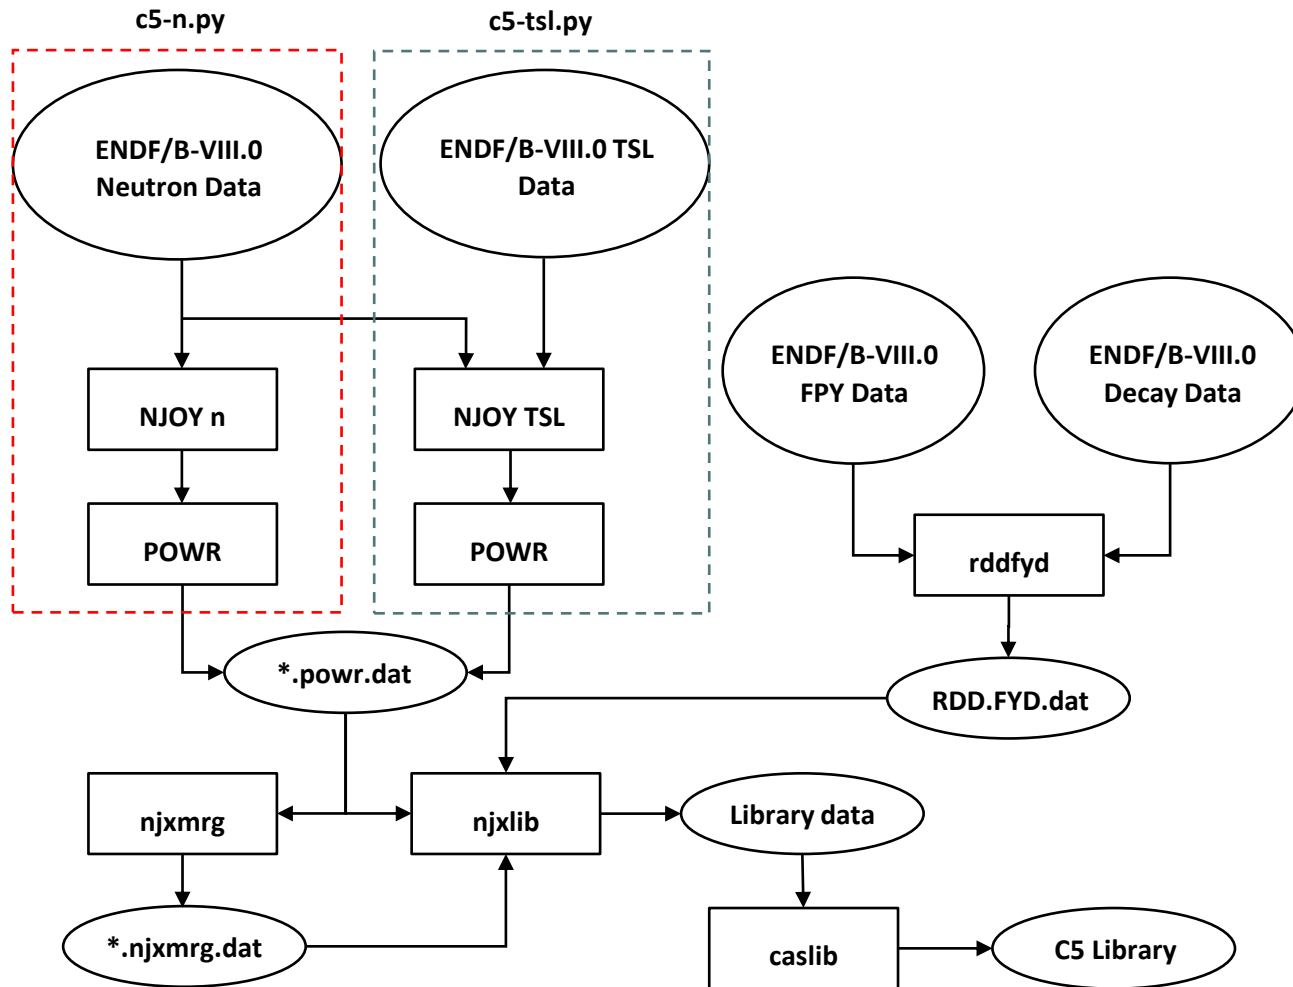 c5-n.py
c5-tsl.py
ENDF/B-VIII.0
Neutron Data
ENDF/B-VIII.0 TSL
Data
ENDF/B-VIII.0
FPY Data
ENDF/B-VIII.0
Decay Data
NJOY n
NJOY TSL
POWR
POWR
rddfyd
*.powr.dat
RDD.FYD.dat
njxmrg
njxlib
Library data
*.njxmrg.dat
caslib
C5 Library